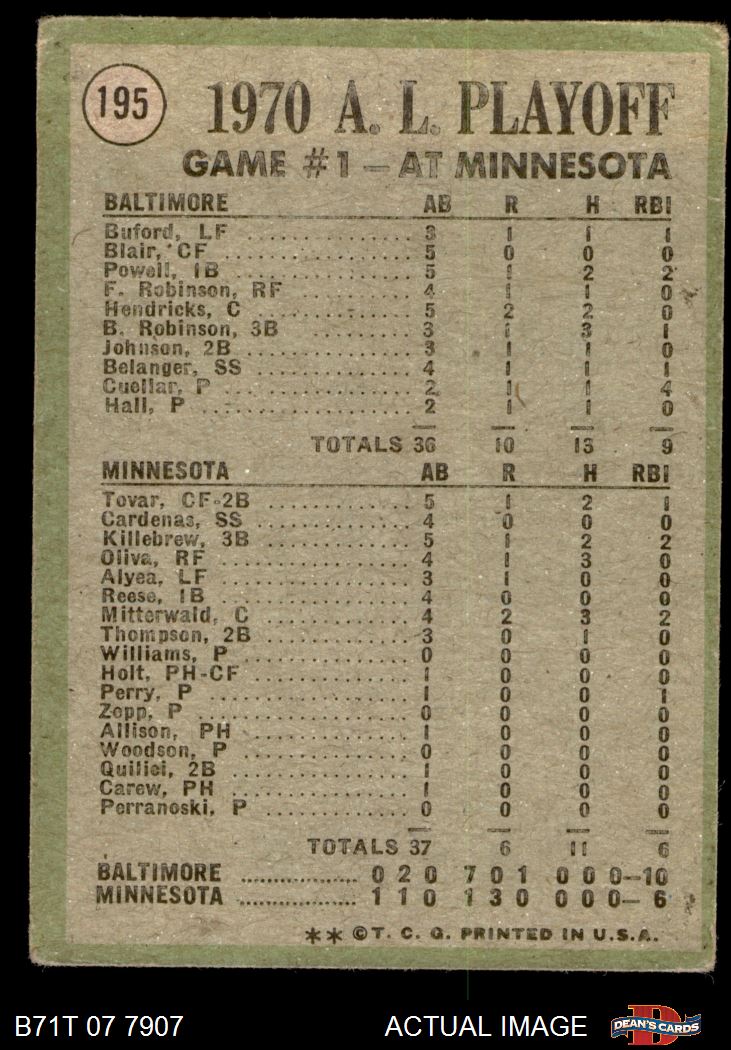 195
1970 A. L. PLAYOFF
GAME #1 – AT MINNESOTA
BALTIMORE AB R H RBI
Buford, LF ................ 3 1 1 1
Blair, CF ................ 5 0 0 0
Powell, 1B ................ 5 1 2 2
F. Robinson, RF .......... 4 1 1 0
Hendricks, C .............. 5 2 2 0
B. Robinson, 3B ......... 3 1 3 1
Johnson, 2B .............. 3 1 1 0
Belanger, SS .............. 4 1 1 1
Cuellar, P ................ 2 1 1 4
Hall, P .................. 2 1 1 0
TOTALS 36 10 13 9
MINNESOTA AB R H RBI
Tovar, CF-2B ............. 5 1 2 1
Cardenas, SS ............. 4 0 0 0
Killebrew, 3B ............. 5 1 2 2
Oliva, RF ................ 4 1 3 0
Alyea, LF ................ 3 1 0 0
Reese, 1B ................ 4 0 0 0
Mitterwald, C ............. 4 2 3 2
Thompson, 2B ............. 3 0 1 0
Williams, P .............. 0 0 0 0
Holt, PH-CF .............. 1 0 0 0
Perry, P .................. 1 0 0 1
Zepp, P .................. 0 0 0 0
Allison, PH .............. 1 0 0 0
Woodson, P .............. 0 0 0 0
Quilici, 2B .............. 1 0 0 0
Carew, PH ................ 1 0 0 0
Perranoski, P ............. 0 0 0 0
TOTALS 37 6 11 6
BALTIMORE .................. 0 2 0 7 0 1 0 0 0–10
MINNESOTA .................. 1 1 0 1 3 0 0 0 0– 6
** © T. C. G. PRINTED IN U.S.A.
B71T 07 7907 ACTUAL IMAGE DEAN'S CARDS